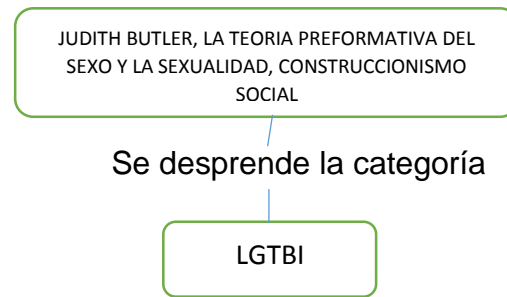 JUDITH BUTLER, LA TEORIA PREFORMATIVA DEL
SEXO Y LA SEXUALIDAD, CONSTRUCCIONISMO
SOCIAL
Se desprende la categoría
LGTBI